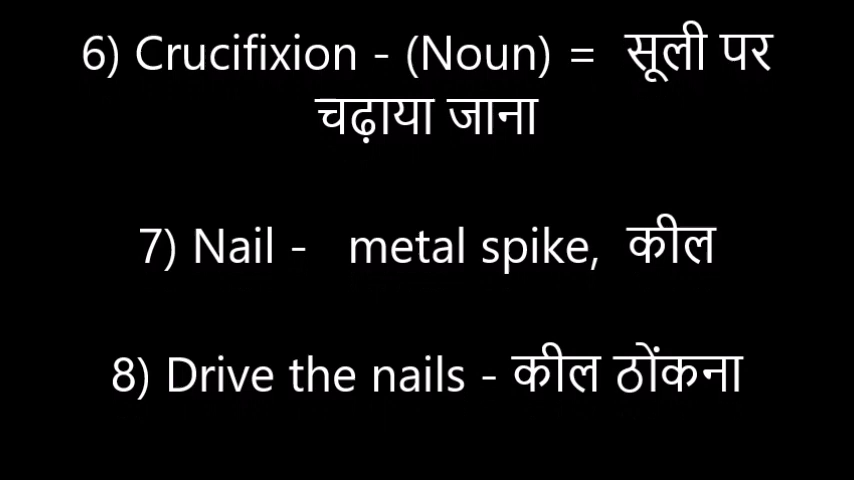 6) Crucifixion - (Noun) = सूली पर
चढ़ाया जाना
7) Nail - metal spike, कील
8) Drive the nails - कील ठोंकना